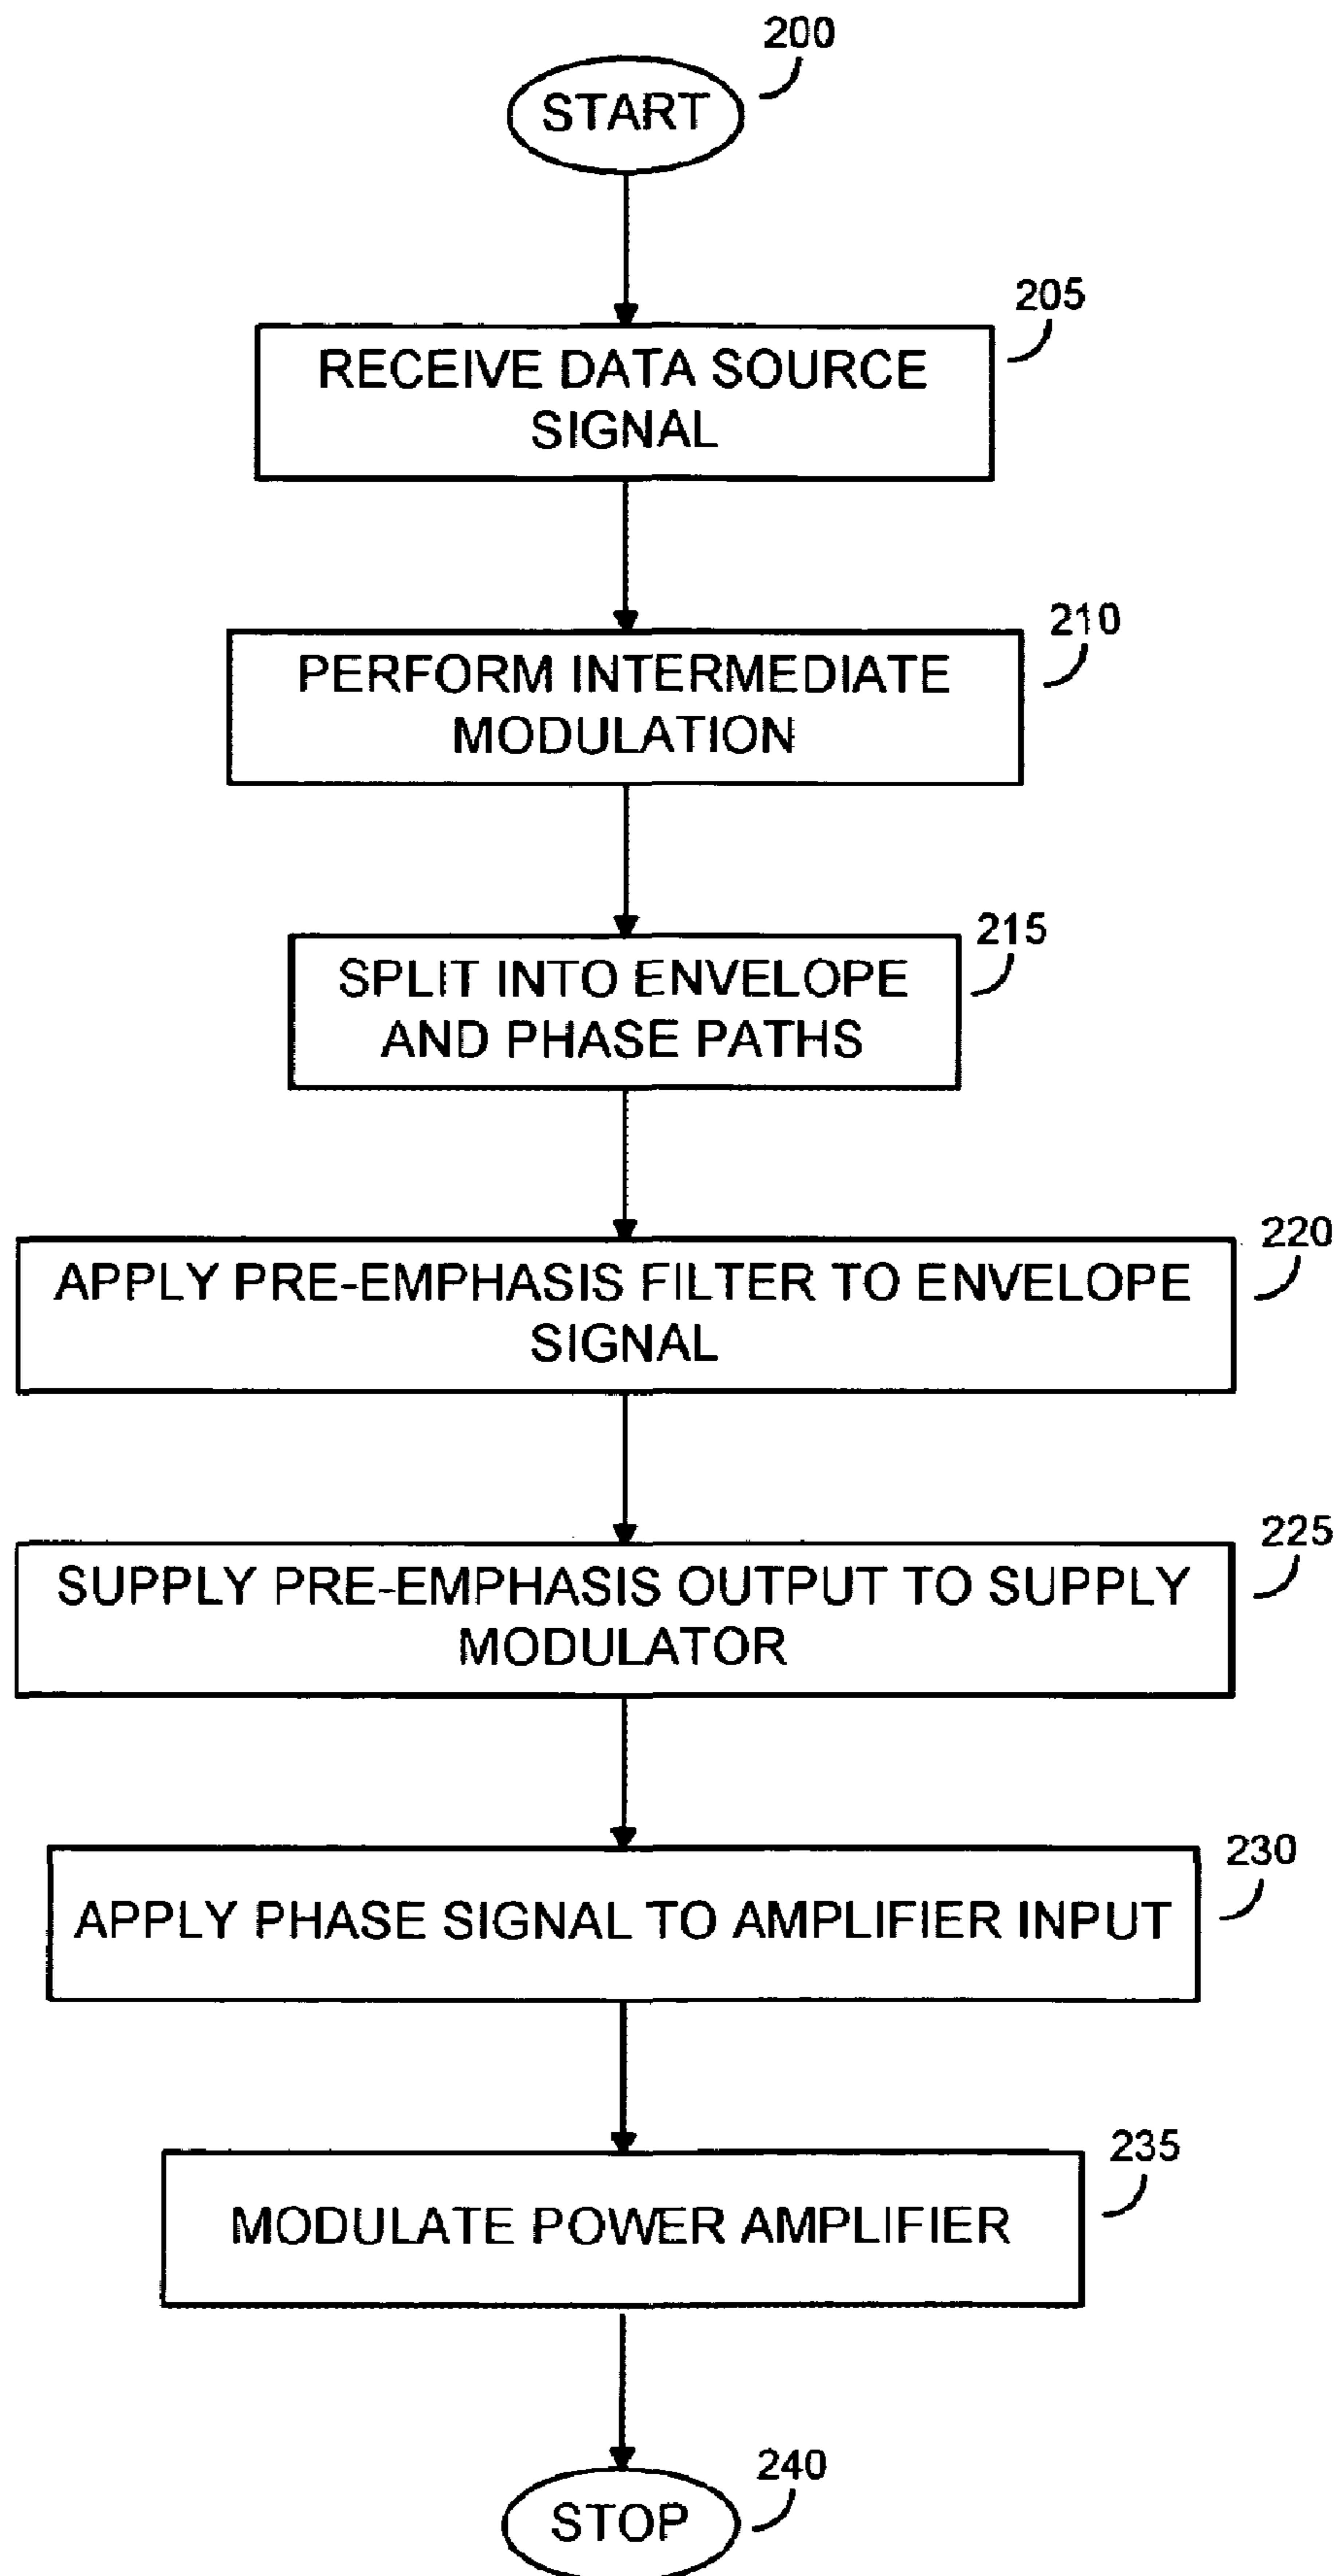 200
START
205
RECEIVE DATA SOURCE
SIGNAL
210
PERFORM INTERMEDIATE
MODULATION
215
SPLIT INTO ENVELOPE
AND PHASE PATHS
220
APPLY PRE-EMPHASIS FILTER TO ENVELOPE
SIGNAL
225
SUPPLY PRE-EMPHASIS OUTPUT TO SUPPLY
MODULATOR
230
APPLY PHASE SIGNAL TO AMPLIFIER INPUT
235
MODULATE POWER AMPLIFIER
240
STOP